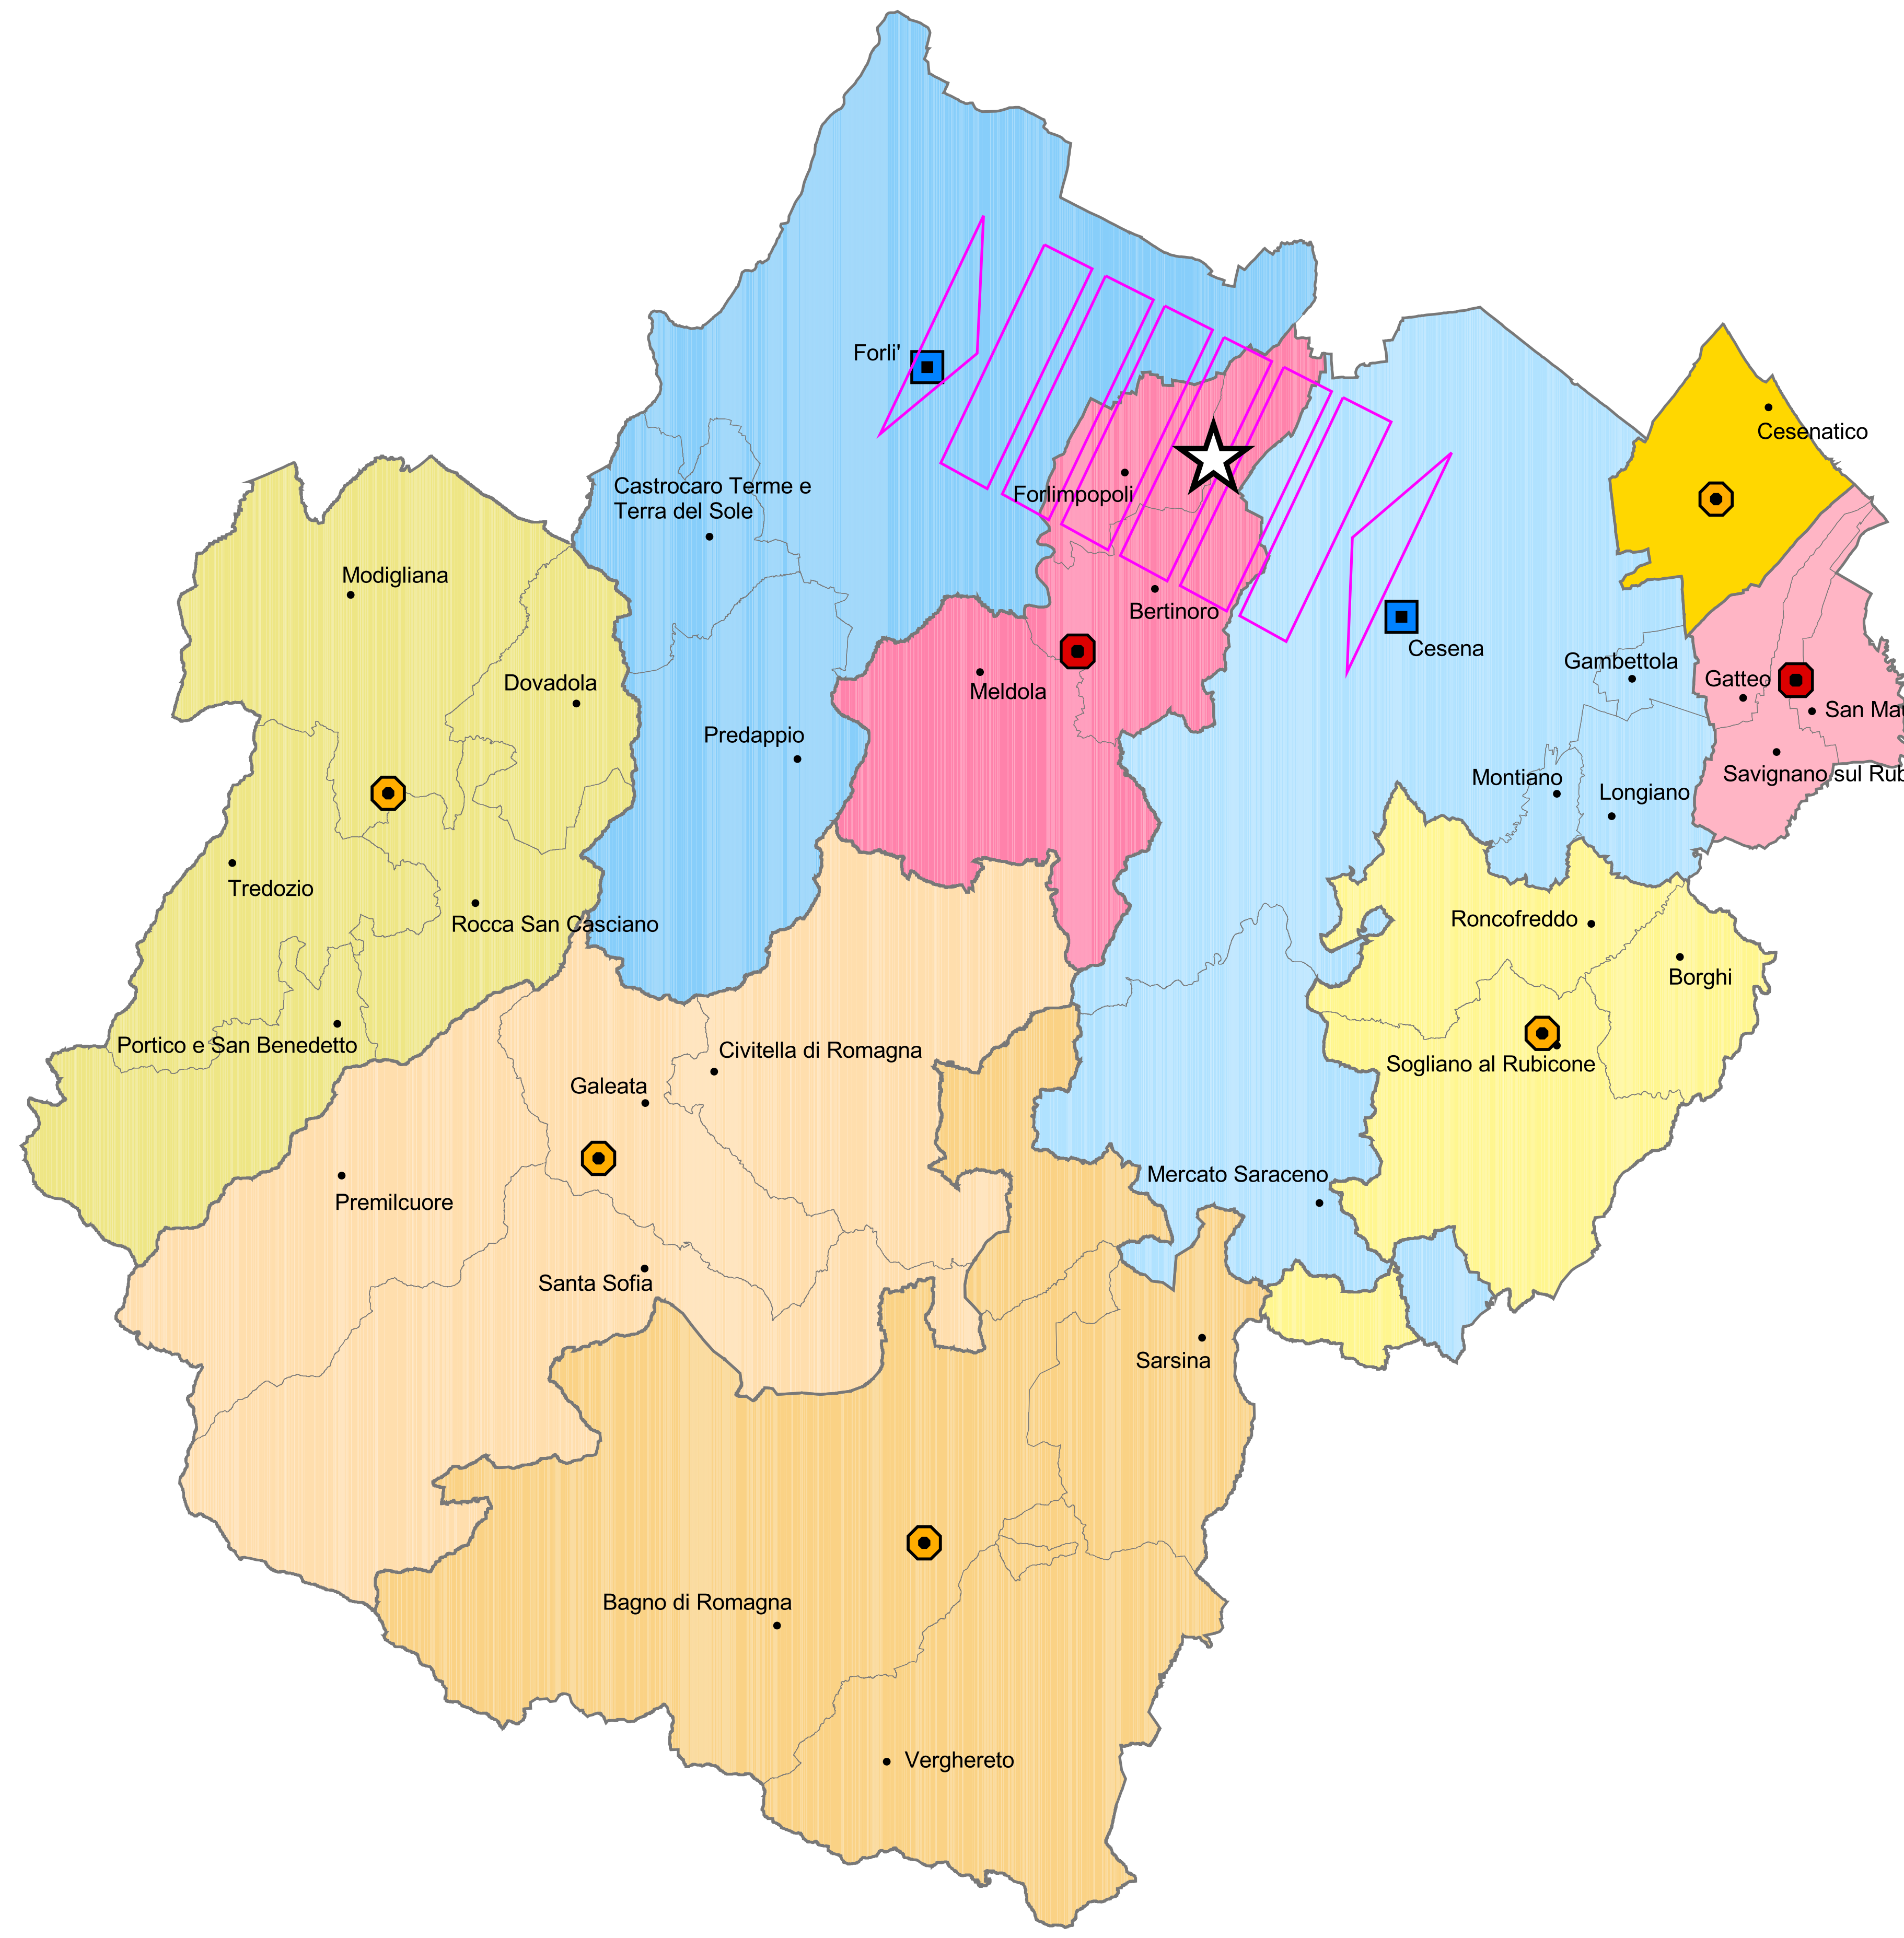 Forli'
Cesenatico
Castrocaro Terme e
Terra del Sole
Forlimpopoli
Modigliana
Bertinoro
Cesena
Gambettola
Dovadola
Meldola
Gatteo
San Mau
Predappio
Montiano
Savignano sul Rub
Longiano
Tredozio
Rocca San Casciano
Roncofreddo
Borghi
Portico e San Benedetto
Civitella di Romagna
Sogliano al Rubicone
Galeata
Mercato Saraceno
Premilcuore
Santa Sofia
Sarsina
Bagno di Romagna
Verghereto